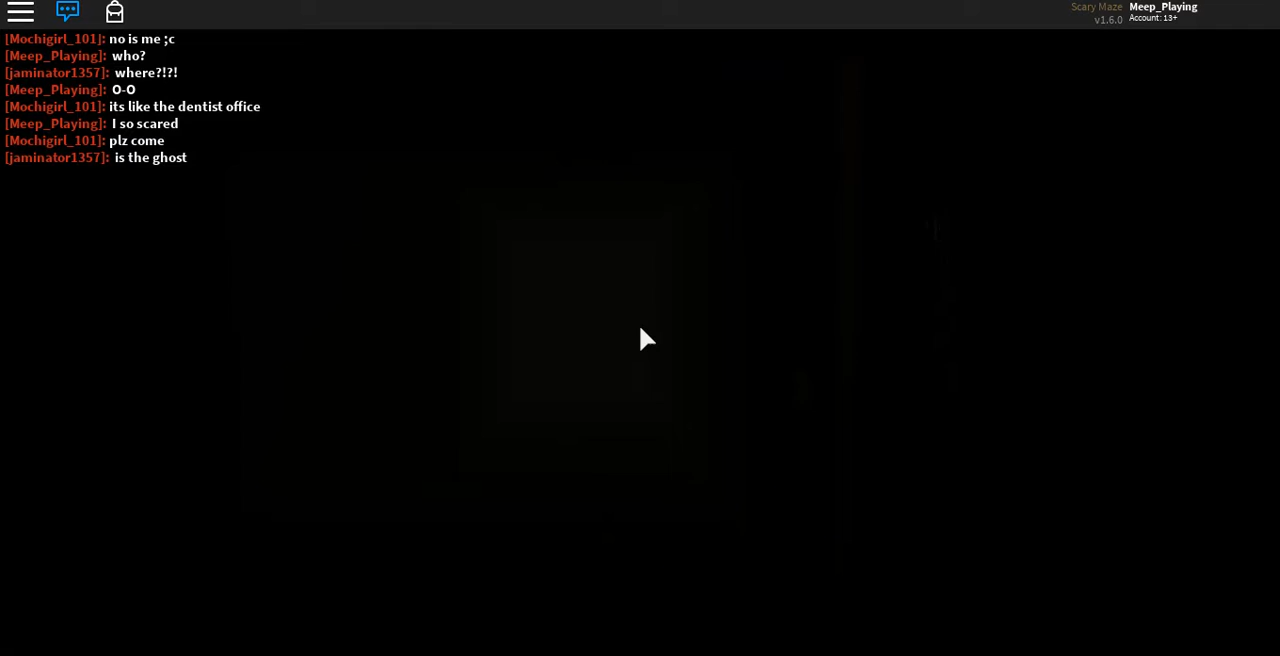 Scary Maze
v1.6.0
Meep_Playing
Account: 13+
[Mochigirl_101]: no is me ;c
[Meep_Playing]: who?
[jaminator1357]: where?!?!
[Meep_Playing]: O-O
[Mochigirl_101]: its like the dentist office
[Meep_Playing]: I so scared
[Mochigirl_101]: plz come
[jaminator1357]: is the ghost